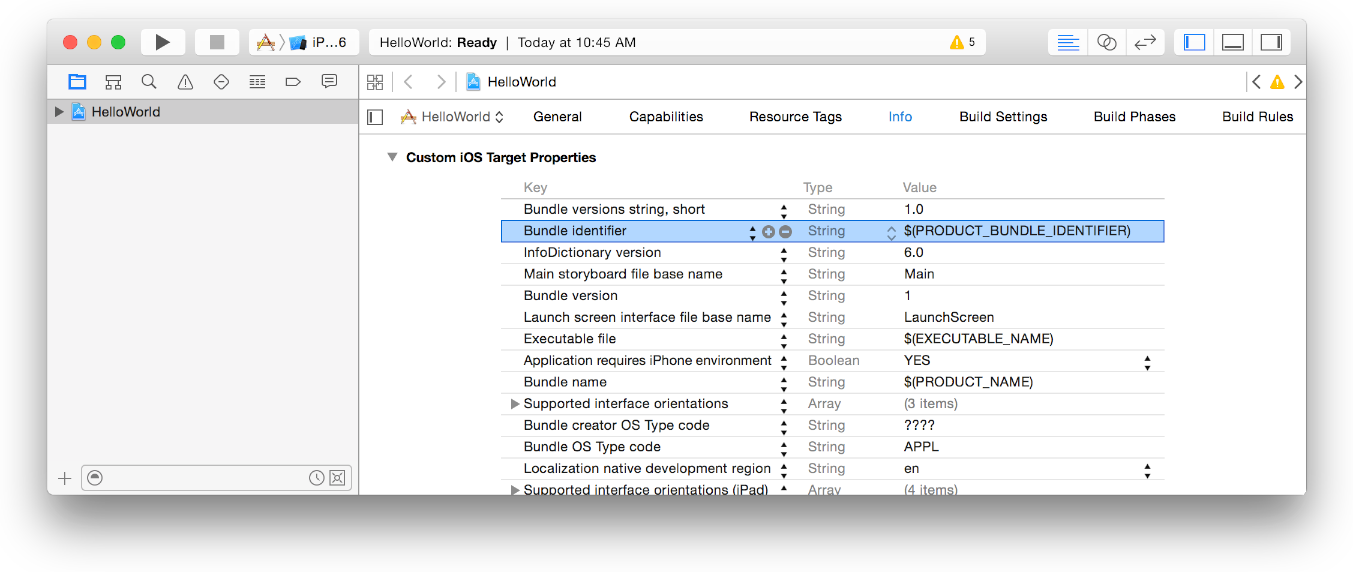 iP...6 HelloWorld: Ready | Today at 10:45 AM 5
HelloWorld
HelloWorld
HelloWorld General Capabilities Resource Tags Info Build Settings Build Phases Build Rules
Custom iOS Target Properties
Key Type Value
Bundle versions string, short String 1.0
Bundle identifier String $(PRODUCT_BUNDLE_IDENTIFIER)
InfoDictionary version String 6.0
Main storyboard file base name String Main
Bundle version String 1
Launch screen interface file base name String LaunchScreen
Executable file String $(EXECUTABLE_NAME)
Application requires iPhone environment Boolean YES
Bundle name String $(PRODUCT_NAME)
Supported interface orientations Array (3 items)
Bundle creator OS Type code String ????
Bundle OS Type code String APPL
Localization native development region String en
Supported interface orientations (iPad) Array (4 items)